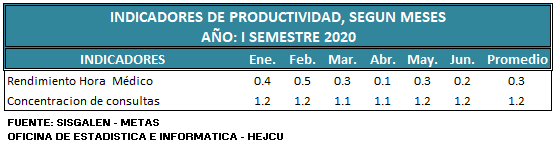 INDICADORES DE PRODUCTIVIDAD, SEGUN MESES
AÑO: I SEMESTRE 2020
INDICADORES Ene. Feb. Mar. Abr. May. Jun. Promedio
Rendimiento Hora Médico 0.4 0.5 0.3 0.1 0.3 0.2 0.3
Concentracion de consultas 1.2 1.2 1.1 1.1 1.2 1.2 1.2
FUENTE: SISGALEN - METAS
OFICINA DE ESTADISTICA E INFORMATICA - HEJCU